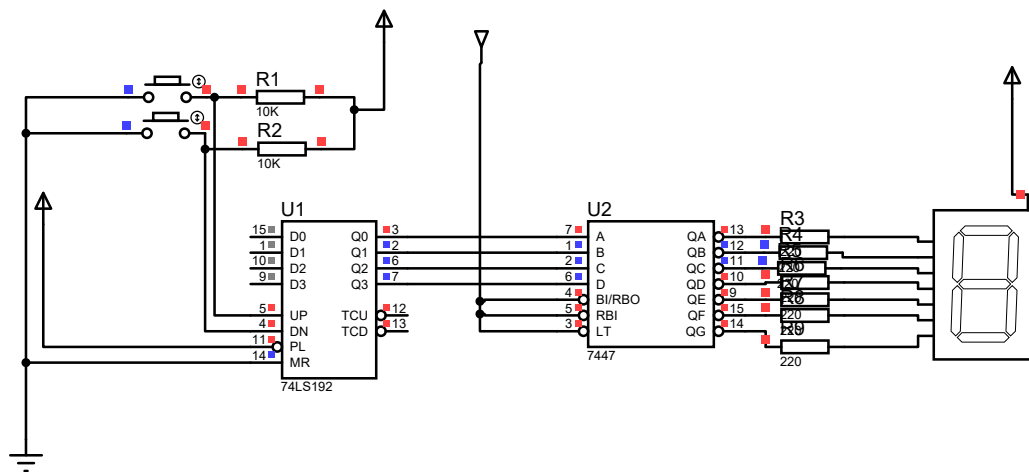 R1
10K
R2
10K
U1
15 D0 Q0 3
1 D1 Q1 2
10 D2 Q2 6
9 D3 Q3 7
5 UP TCU 12
4 DN TCD 13
11 PL
14 MR
74LS192
U2
7 A QA 13
1 B QB 12
2 C QC 11
6 D QD 10
4 BI/RBO QE 9
5 RBI QF 15
3 LT QG 14
7447
R3
R4
220
220
220
220